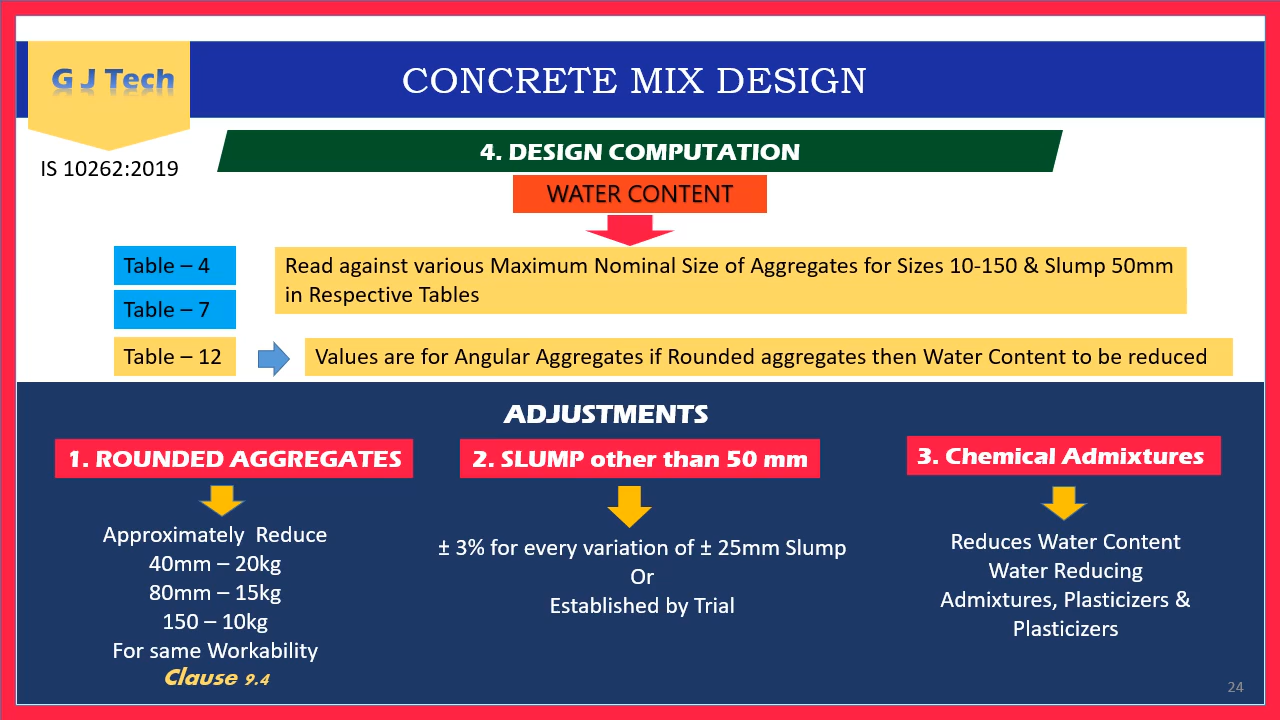 G J Tech
CONCRETE MIX DESIGN
IS 10262:2019
4. DESIGN COMPUTATION
WATER CONTENT
Table – 4
Read against various Maximum Nominal Size of Aggregates for Sizes 10-150 & Slump 50mm
in Respective Tables
Table – 7
Table – 12
Values are for Angular Aggregates if Rounded aggregates then Water Content to be reduced
ADJUSTMENTS
1. ROUNDED AGGREGATES
Approximately Reduce
40mm – 20kg
80mm – 15kg
150 – 10kg
For same Workability
Clause 9.4
2. SLUMP other than 50 mm
± 3% for every variation of ± 25mm Slump
Or
Established by Trial
3. Chemical Admixtures
Reduces Water Content
Water Reducing
Admixtures, Plasticizers &
Plasticizers
24